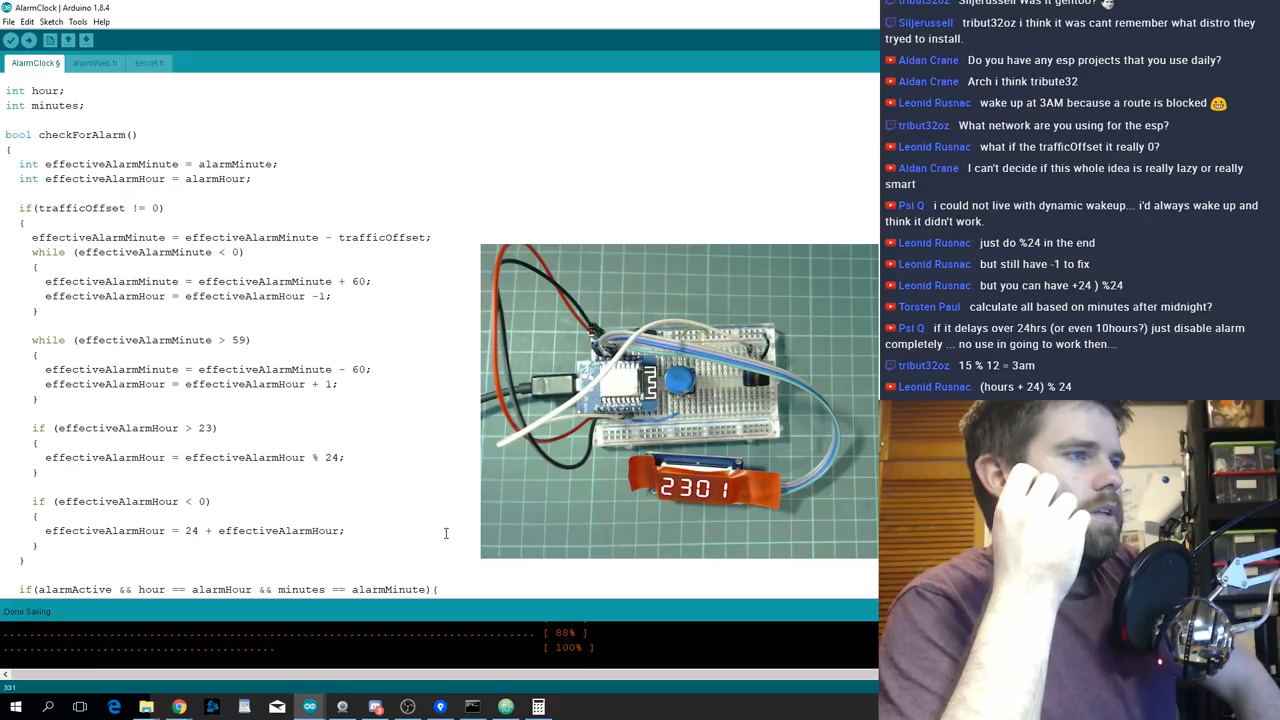 AlarmClock | Arduino 1.8.4
File Edit Sketch Tools Help
AlarmClock § alarmWeb.h secret.h
int hour;
int minutes;
bool checkForAlarm()
{
int effectiveAlarmMinute = alarmMinute;
int effectiveAlarmHour = alarmHour;
if(trafficOffset != 0)
{
effectiveAlarmMinute = effectiveAlarmMinute - trafficOffset;
while (effectiveAlarmMinute < 0)
{
effectiveAlarmMinute = effectiveAlarmMinute + 60;
effectiveAlarmHour = effectiveAlarmHour -1;
}
while (effectiveAlarmMinute > 59)
{
effectiveAlarmMinute = effectiveAlarmMinute - 60;
effectiveAlarmHour = effectiveAlarmHour + 1;
}
if (effectiveAlarmHour > 23)
{
effectiveAlarmHour = effectiveAlarmHour % 24;
}
if (effectiveAlarmHour < 0)
{
effectiveAlarmHour = 24 + effectiveAlarmHour;
}
}
if(alarmActive && hour == alarmHour && minutes == alarmMinute){
Done Saving.
[ 88% ]
[ 100% ]
331
2301
tribut32oz Siljerussell Was it gentoo?
Siljerussell tribut32oz i think it was cant remember what distro they
tryed to install.
Aidan Crane Do you have any esp projects that you use daily?
Aidan Crane Arch i think tribute32
Leonid Rusnac wake up at 3AM because a route is blocked
tribut32oz What network are you using for the esp?
Leonid Rusnac what if the trafficOffset it really 0?
Aidan Crane I can't decide if this whole idea is really lazy or really
smart
Psi Q i could not live with dynamic wakeup... i'd always wake up and
think it didn't work.
Leonid Rusnac just do %24 in the end
Leonid Rusnac but still have -1 to fix
Leonid Rusnac but you can have +24 ) %24
Torsten Paul calculate all based on minutes after midnight?
Psi Q if it delays over 24hrs (or even 10hours?) just disable alarm
completely ... no use in going to work then...
tribut32oz 15 % 12 = 3am
Leonid Rusnac (hours + 24) % 24